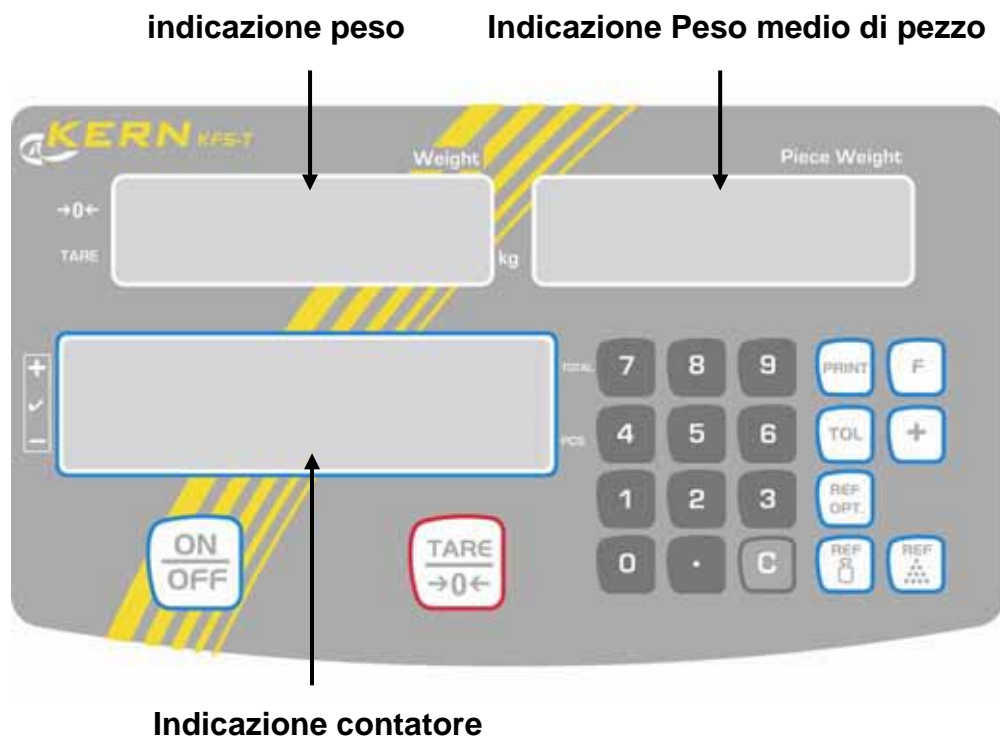 indicazione peso Indicazione Peso medio di pezzo
KERN KFS-T
Weight Piece Weight
→0←
TARE
kg
+
✓
−
TOTAL
PCS
7 8 9 PRINT F
4 5 6 TOL +
1 2 3 REF OPT.
0 . C REF REF
ON
OFF
TARE
→0←
Indicazione contatore